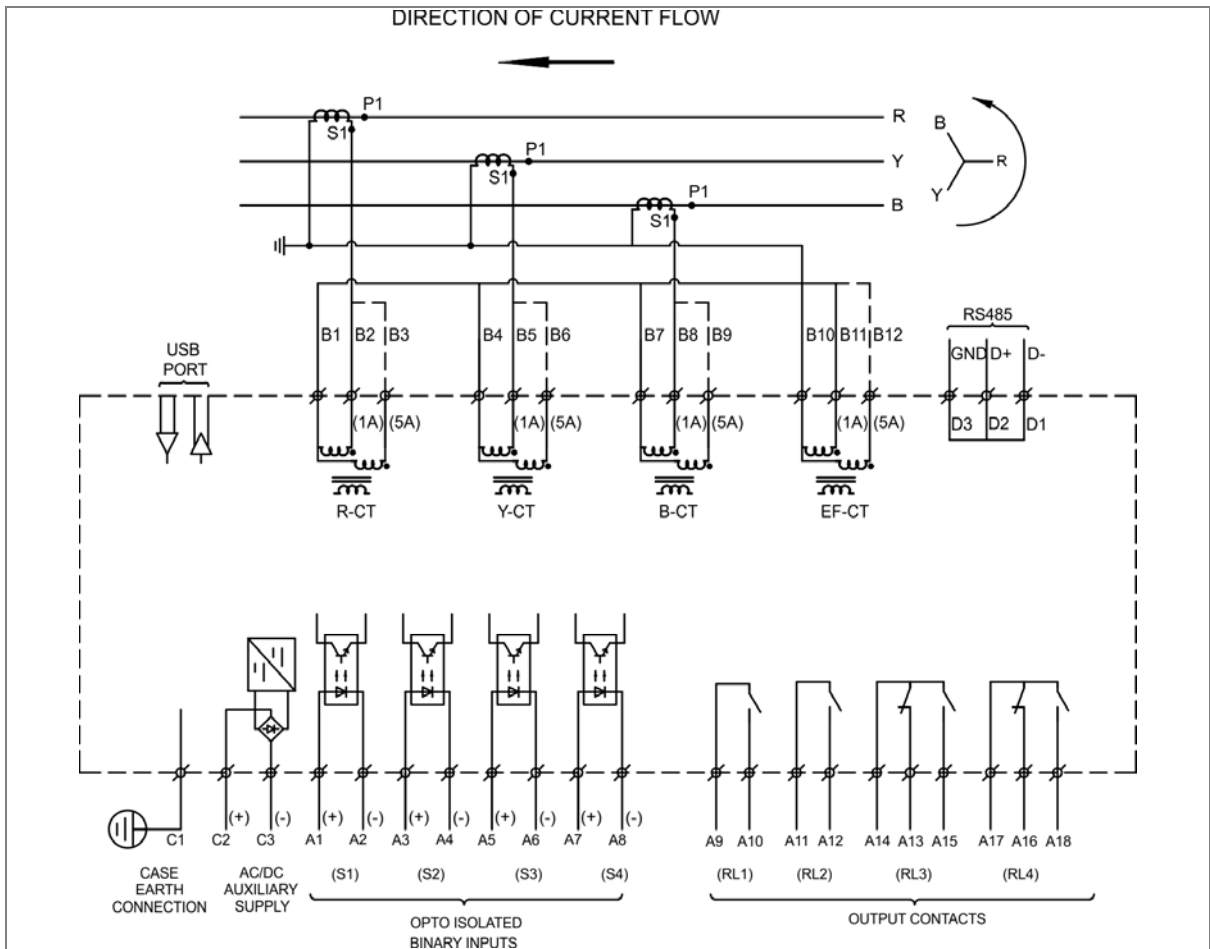 DIRECTION OF CURRENT FLOW
P1
S1
R
P1
S1
Y
P1
S1
B
B
R
Y
B1 B2 B3 B4 B5 B6 B7 B8 B9 B10 B11 B12
RS485
GND D+ D-
USB
PORT
(1A) (5A) (1A) (5A) (1A) (5A) (1A) (5A)
D3 D2 D1
R-CT Y-CT B-CT EF-CT
(+) (-) (+) (-) (+) (-) (+) (-) (+) (-)
C1 C2 C3 A1 A2 A3 A4 A5 A6 A7 A8 A9 A10 A11 A12 A14 A13 A15 A17 A16 A18
CASE
EARTH
CONNECTION
AC/DC
AUXILIARY
SUPPLY
(S1) (S2) (S3) (S4)
(RL1) (RL2) (RL3) (RL4)
OPTO ISOLATED
BINARY INPUTS
OUTPUT CONTACTS